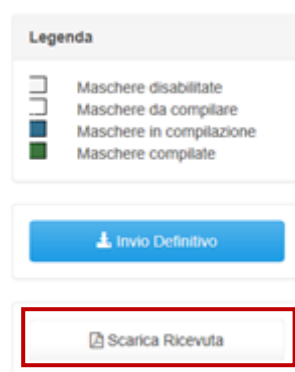 Legenda
Maschere disabilitate
Maschere da compilare
Maschere in compilazione
Maschere compilate
Invio Definitivo
Scarica Ricevuta